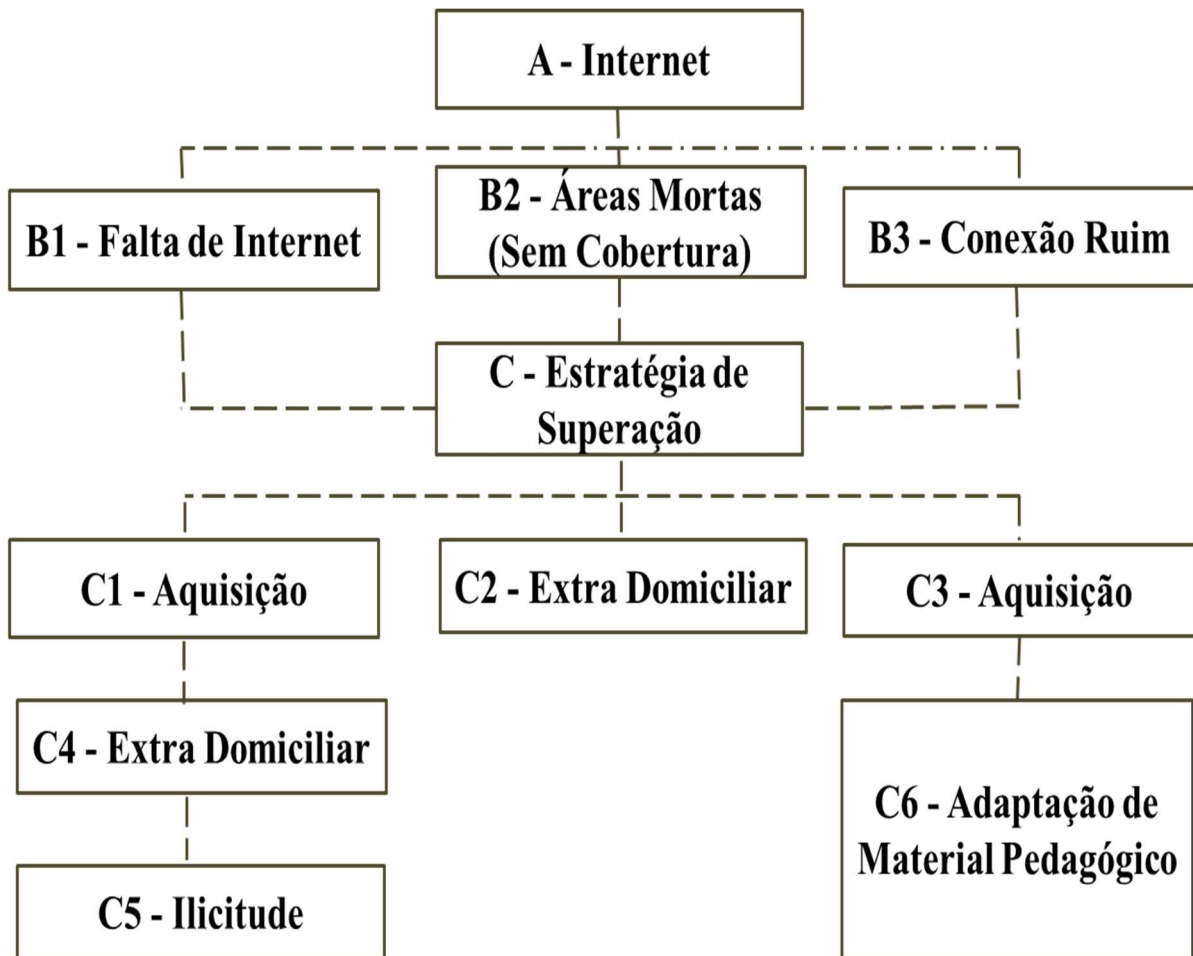 A - Internet
B1 - Falta de Internet
B2 - Áreas Mortas
(Sem Cobertura)
B3 - Conexão Ruim
C - Estratégia de
Superação
C1 - Aquisição
C2 - Extra Domiciliar
C3 - Aquisição
C4 - Extra Domiciliar
C5 - Ilicitude
C6 - Adaptação de
Material Pedagógico